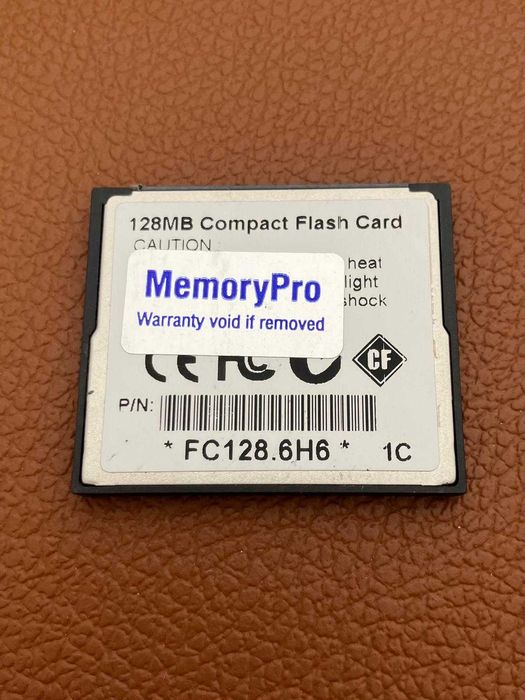 128MB Compact Flash Card
CAUTION :
heat
light
shock
MemoryPro
Warranty void if removed
CE FC
CF
P/N:
* FC128.6H6 * 1C